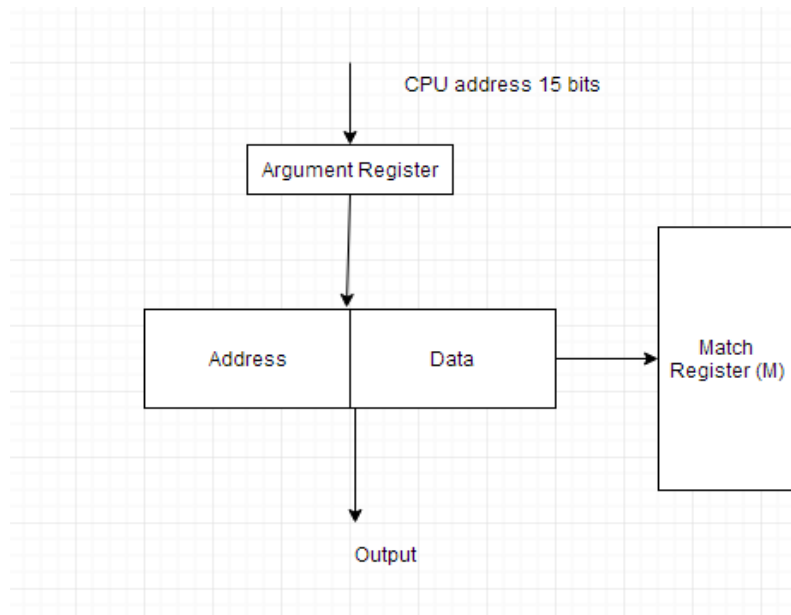 CPU address 15 bits
Argument Register
Address
Data
Match
Register (M)
Output